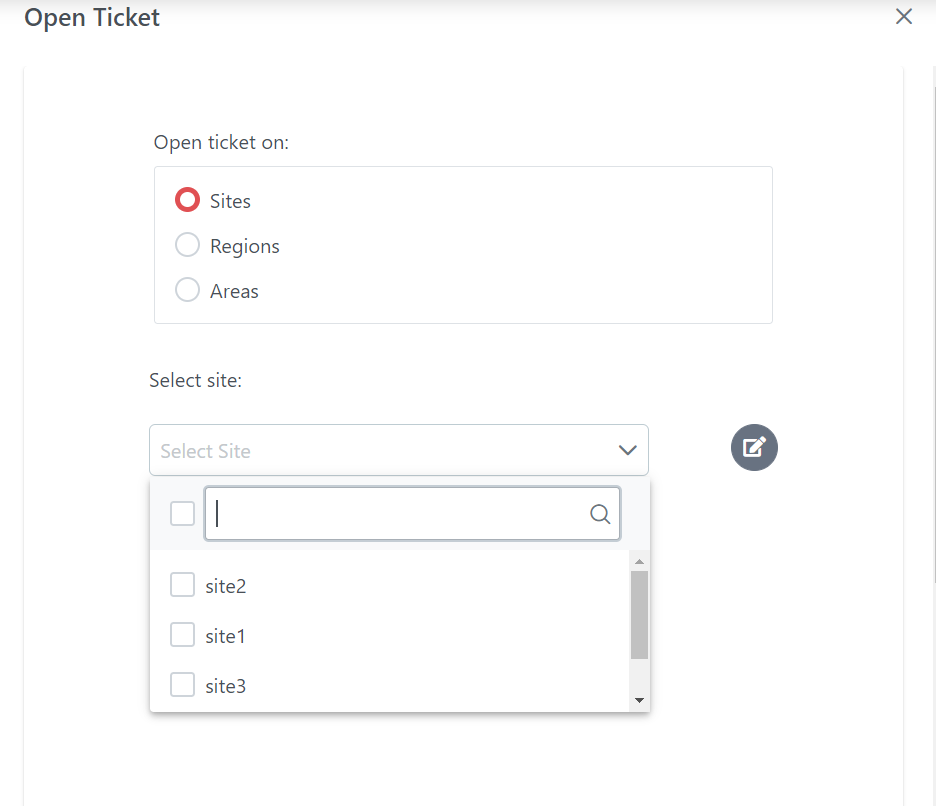 Open Ticket
Open ticket on:
Sites
Regions
Areas
Select site:
Select Site
site2
site1
site3